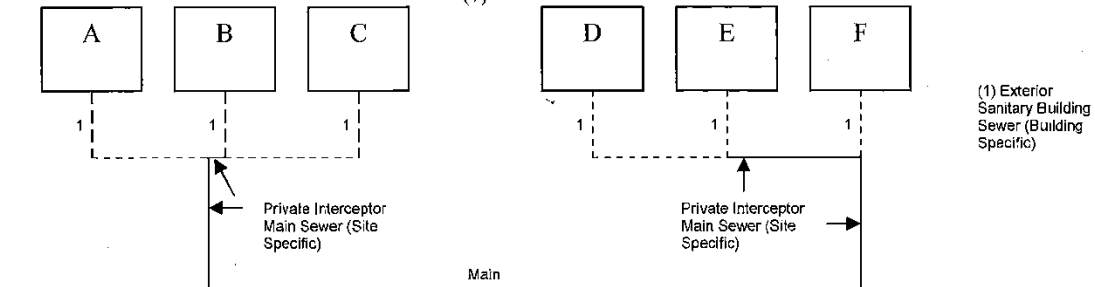 A B C D E F
1 1 1 1 1 1
(1) Exterior
Sanitary Building
Sewer (Building
Specific)
Private Interceptor
Main Sewer (Site
Specific)
Private Interceptor
Main Sewer (Site
Specific)
Main